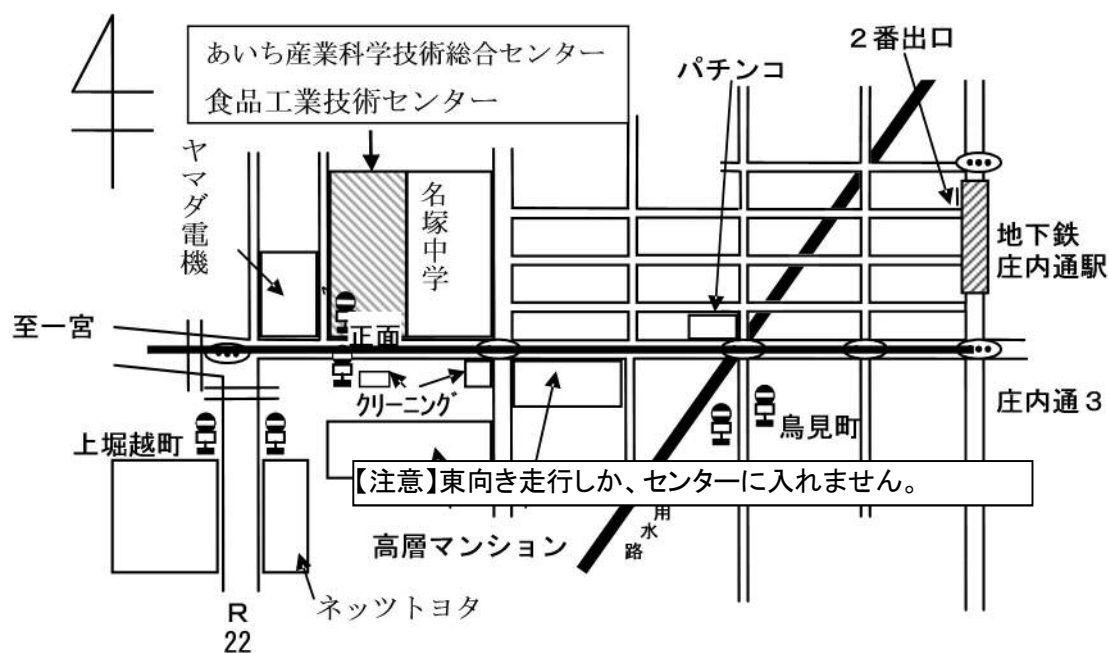 ２番出口
あいち産業科学技術総合センター
食品工業技術センター
パチンコ
ヤマダ電機
名塚中学
地下鉄
庄内通駅
至一宮
正面
ｸﾘｰﾆﾝｸﾞ
庄内通３
上堀越町
鳥見町
【注意】東向き走行しか、センターに入れません。
用水路
高層マンション
ネッツトヨタ
R
22